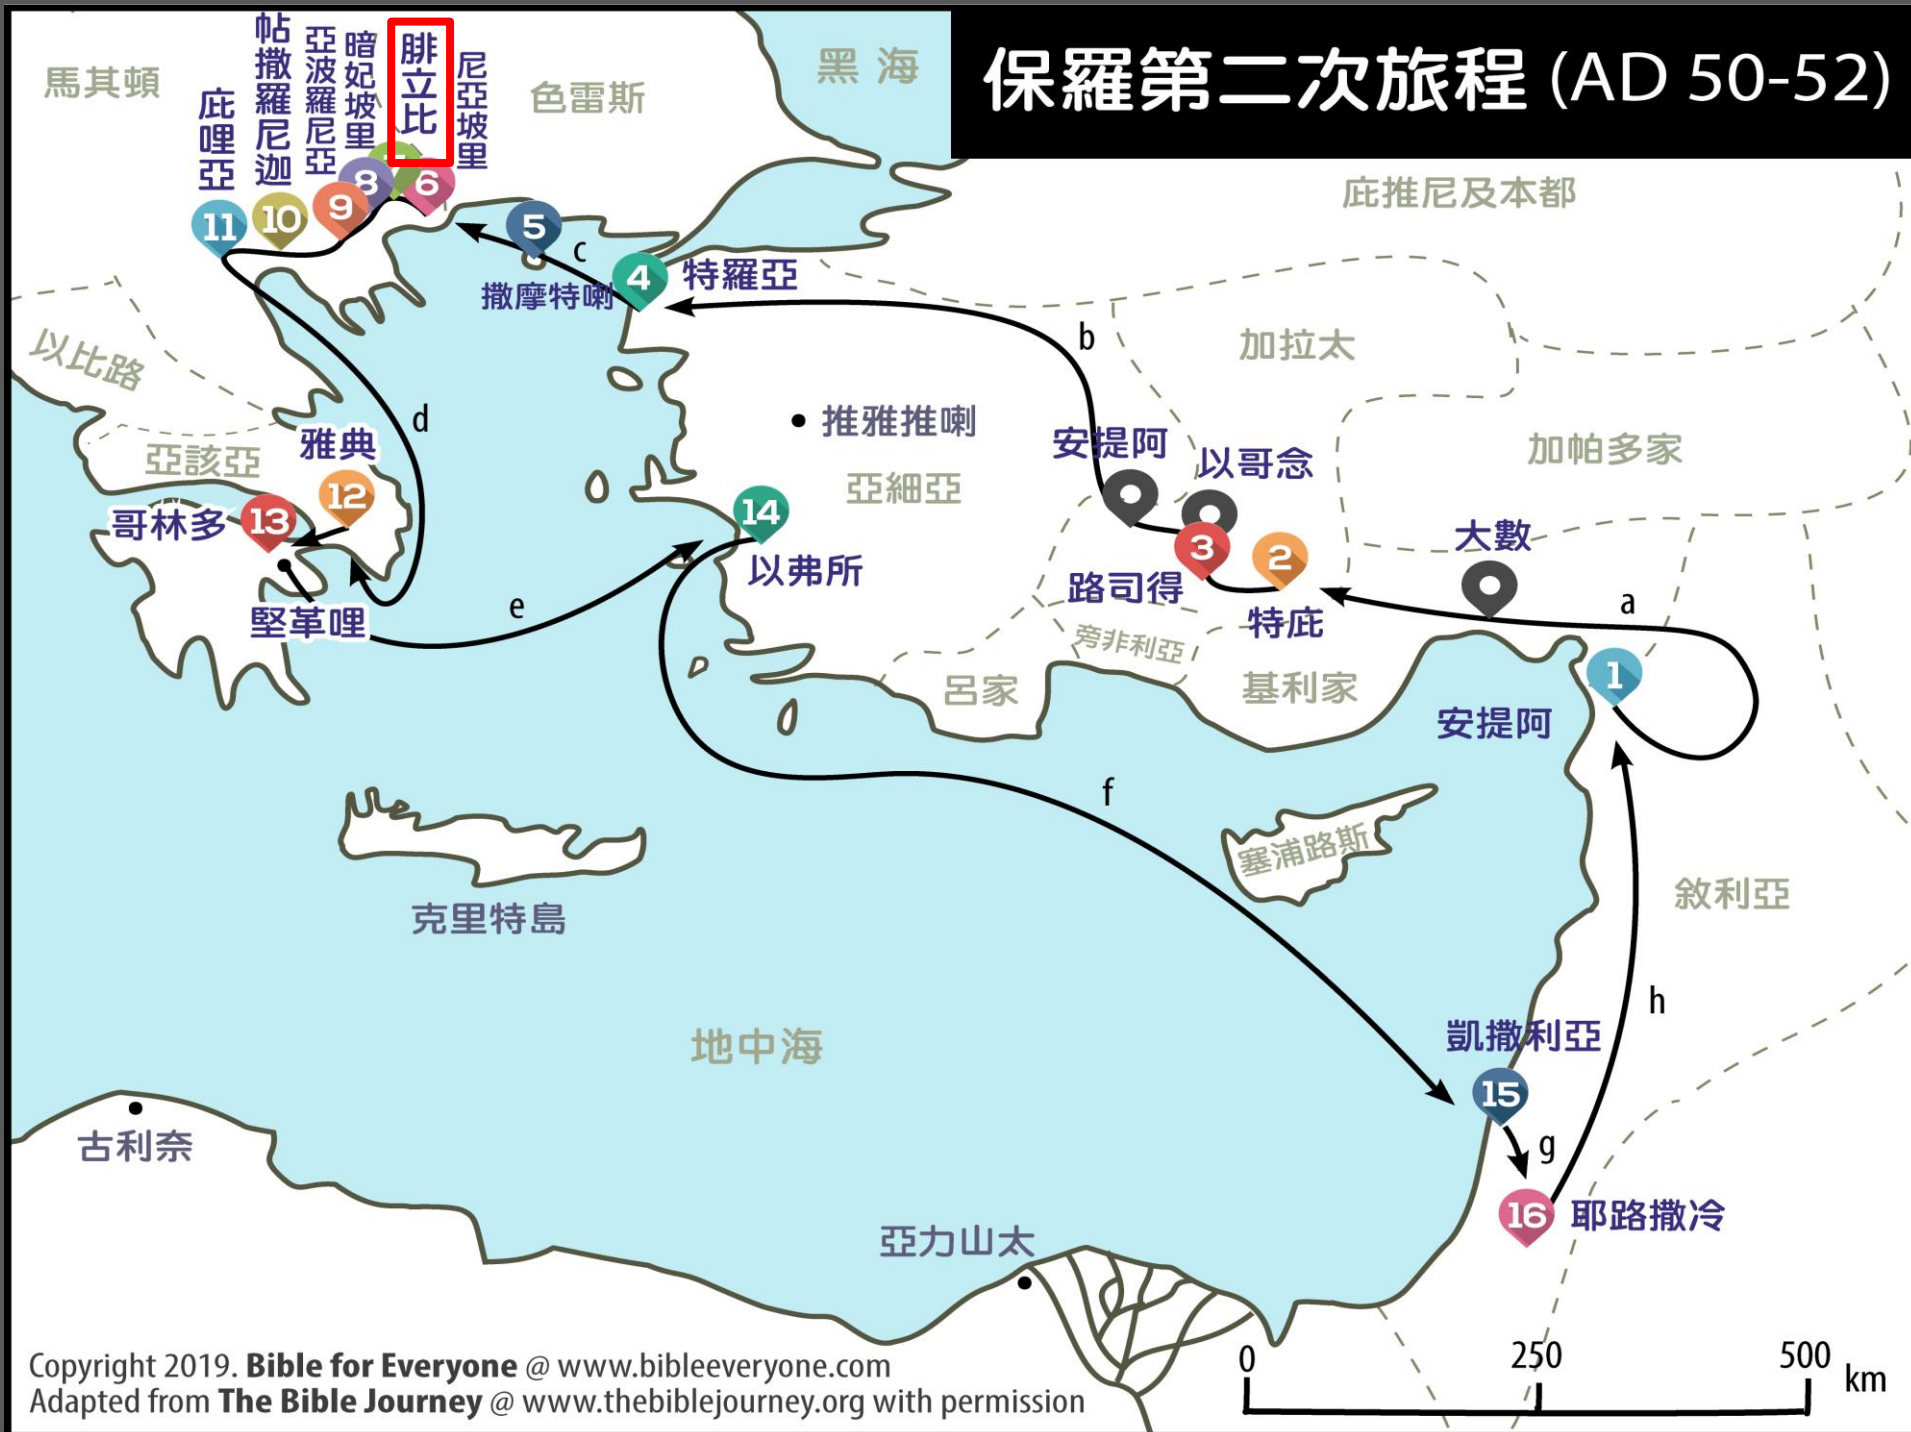 保羅第二次旅程 (AD 50-52)
馬其頓
庇哩亞
帖撒羅尼迦
亞波羅尼亞
暗妃坡里
腓立比
尼亞坡里
色雷斯
黑海
庇推尼及本都
11
10
9
8
7
6
5
c
4
特羅亞
撒摩特喇
b
加拉太
以比路
d
推雅推喇
安提阿
以哥念
加帕多家
亞該亞
雅典
亞細亞
12
哥林多
13
14
3
2
大數
以弗所
路司得
特庇
a
堅革哩
e
旁非利亞
呂家
基利家
1
安提阿
f
塞浦路斯
克里特島
敘利亞
h
地中海
凱撒利亞
15
g
古利奈
16
耶路撒冷
亞力山太
0 250 500 km
Copyright 2019. Bible for Everyone @ www.bibleeveryone.com
Adapted from The Bible Journey @ www.thebiblejourney.org with permission